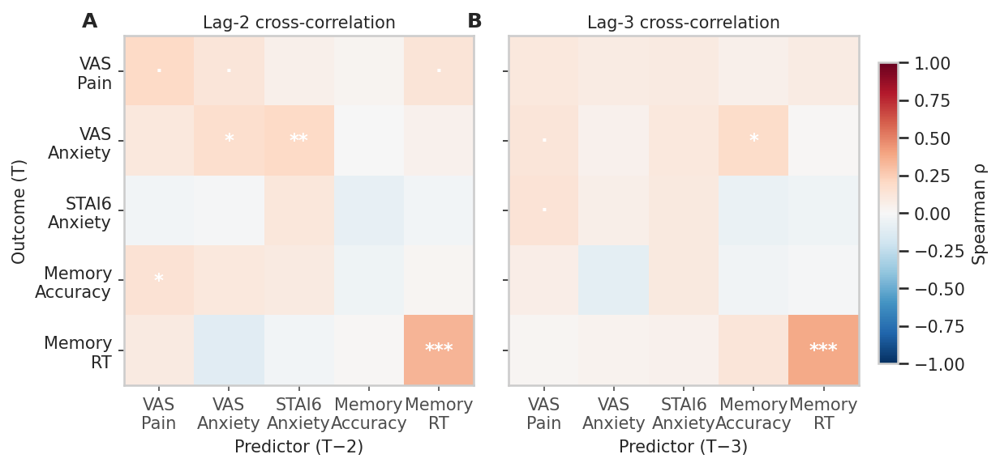 A
Lag-2 cross-correlation
B
Lag-3 cross-correlation
VAS
Pain
VAS
Anxiety
STAI6
Anxiety
Memory
Accuracy
Memory
RT
Outcome (T)
· · ·
* **
*
***
· *
·
***
VAS VAS STAI6 Memory Memory
Pain Anxiety Anxiety Accuracy RT
Predictor (T−2)
VAS VAS STAI6 Memory Memory
Pain Anxiety Anxiety Accuracy RT
Predictor (T−3)
1.00
0.75
0.50
0.25
0.00
−0.25
−0.50
−0.75
−1.00
Spearman ρ